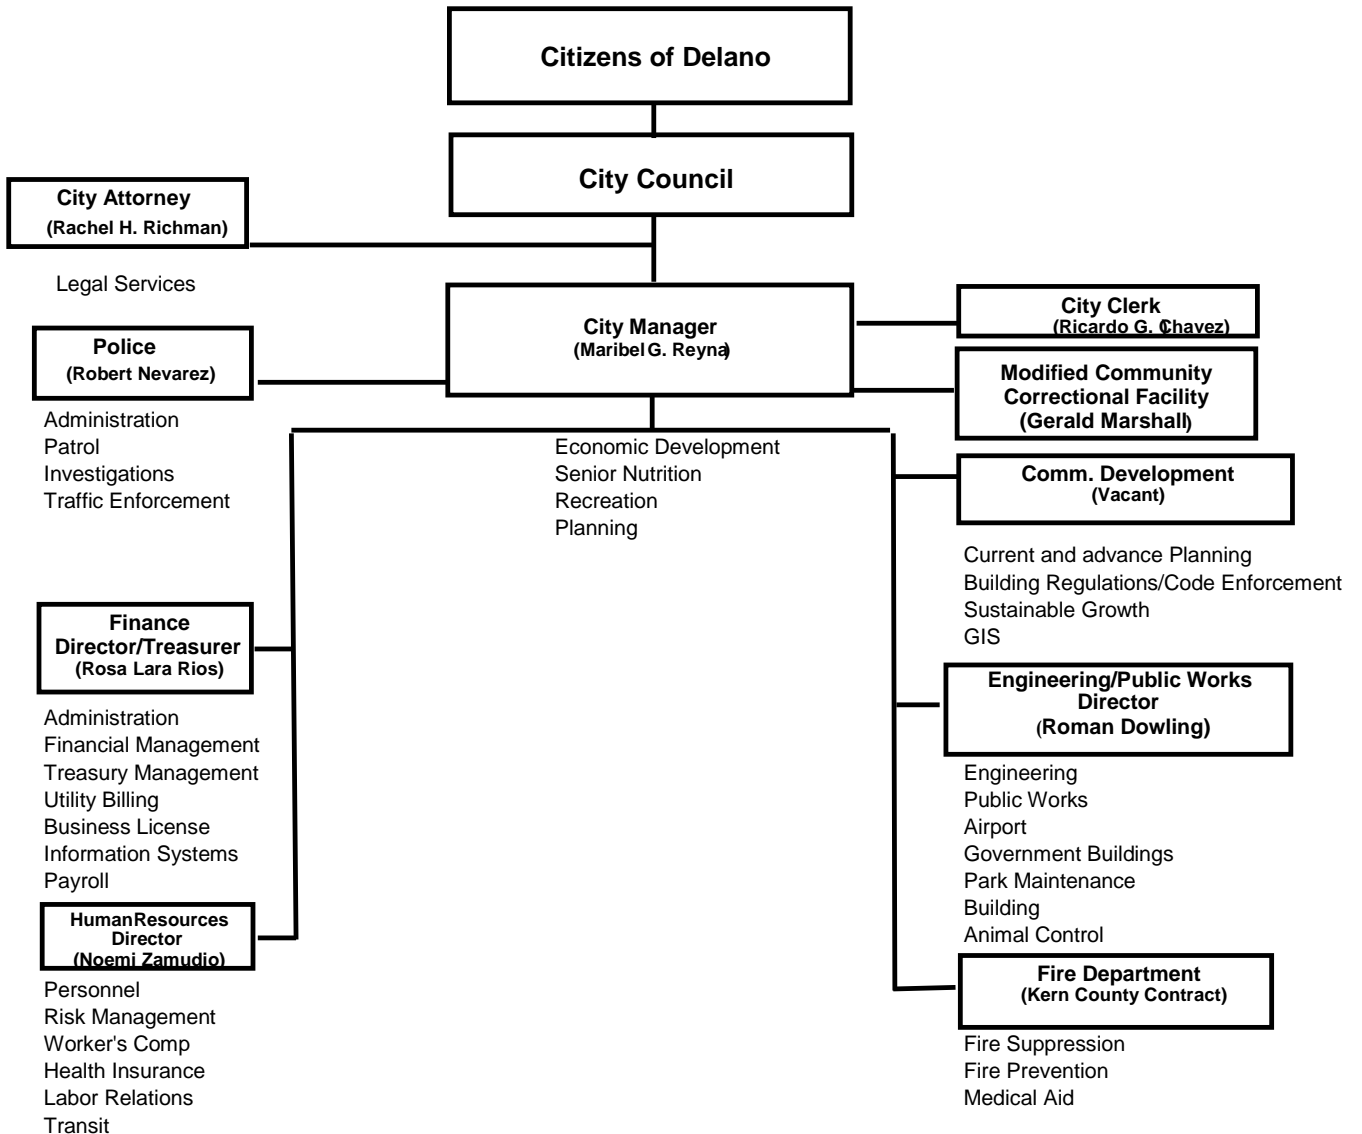 Citizens of Delano
City Council
City Attorney
(Rachel H. Richman)
Legal Services
City Manager
(Maribel G. Reyna)
City Clerk
(Ricardo G. Chavez)
Police
(Robert Nevarez)
Administration
Patrol
Investigations
Traffic Enforcement
Modified Community
Correctional Facility
(Gerald Marshall)
Economic Development
Senior Nutrition
Recreation
Planning
Comm. Development
(Vacant)
Current and advance Planning
Building Regulations/Code Enforcement
Sustainable Growth
GIS
Finance
Director/Treasurer
(Rosa Lara Rios)
Administration
Financial Management
Treasury Management
Utility Billing
Business License
Information Systems
Payroll
Engineering/Public Works
Director
(Roman Dowling)
Engineering
Public Works
Airport
Government Buildings
Park Maintenance
Building
Animal Control
Human Resources
Director
(Noemi Zamudio)
Personnel
Risk Management
Worker's Comp
Health Insurance
Labor Relations
Transit
Fire Department
(Kern County Contract)
Fire Suppression
Fire Prevention
Medical Aid